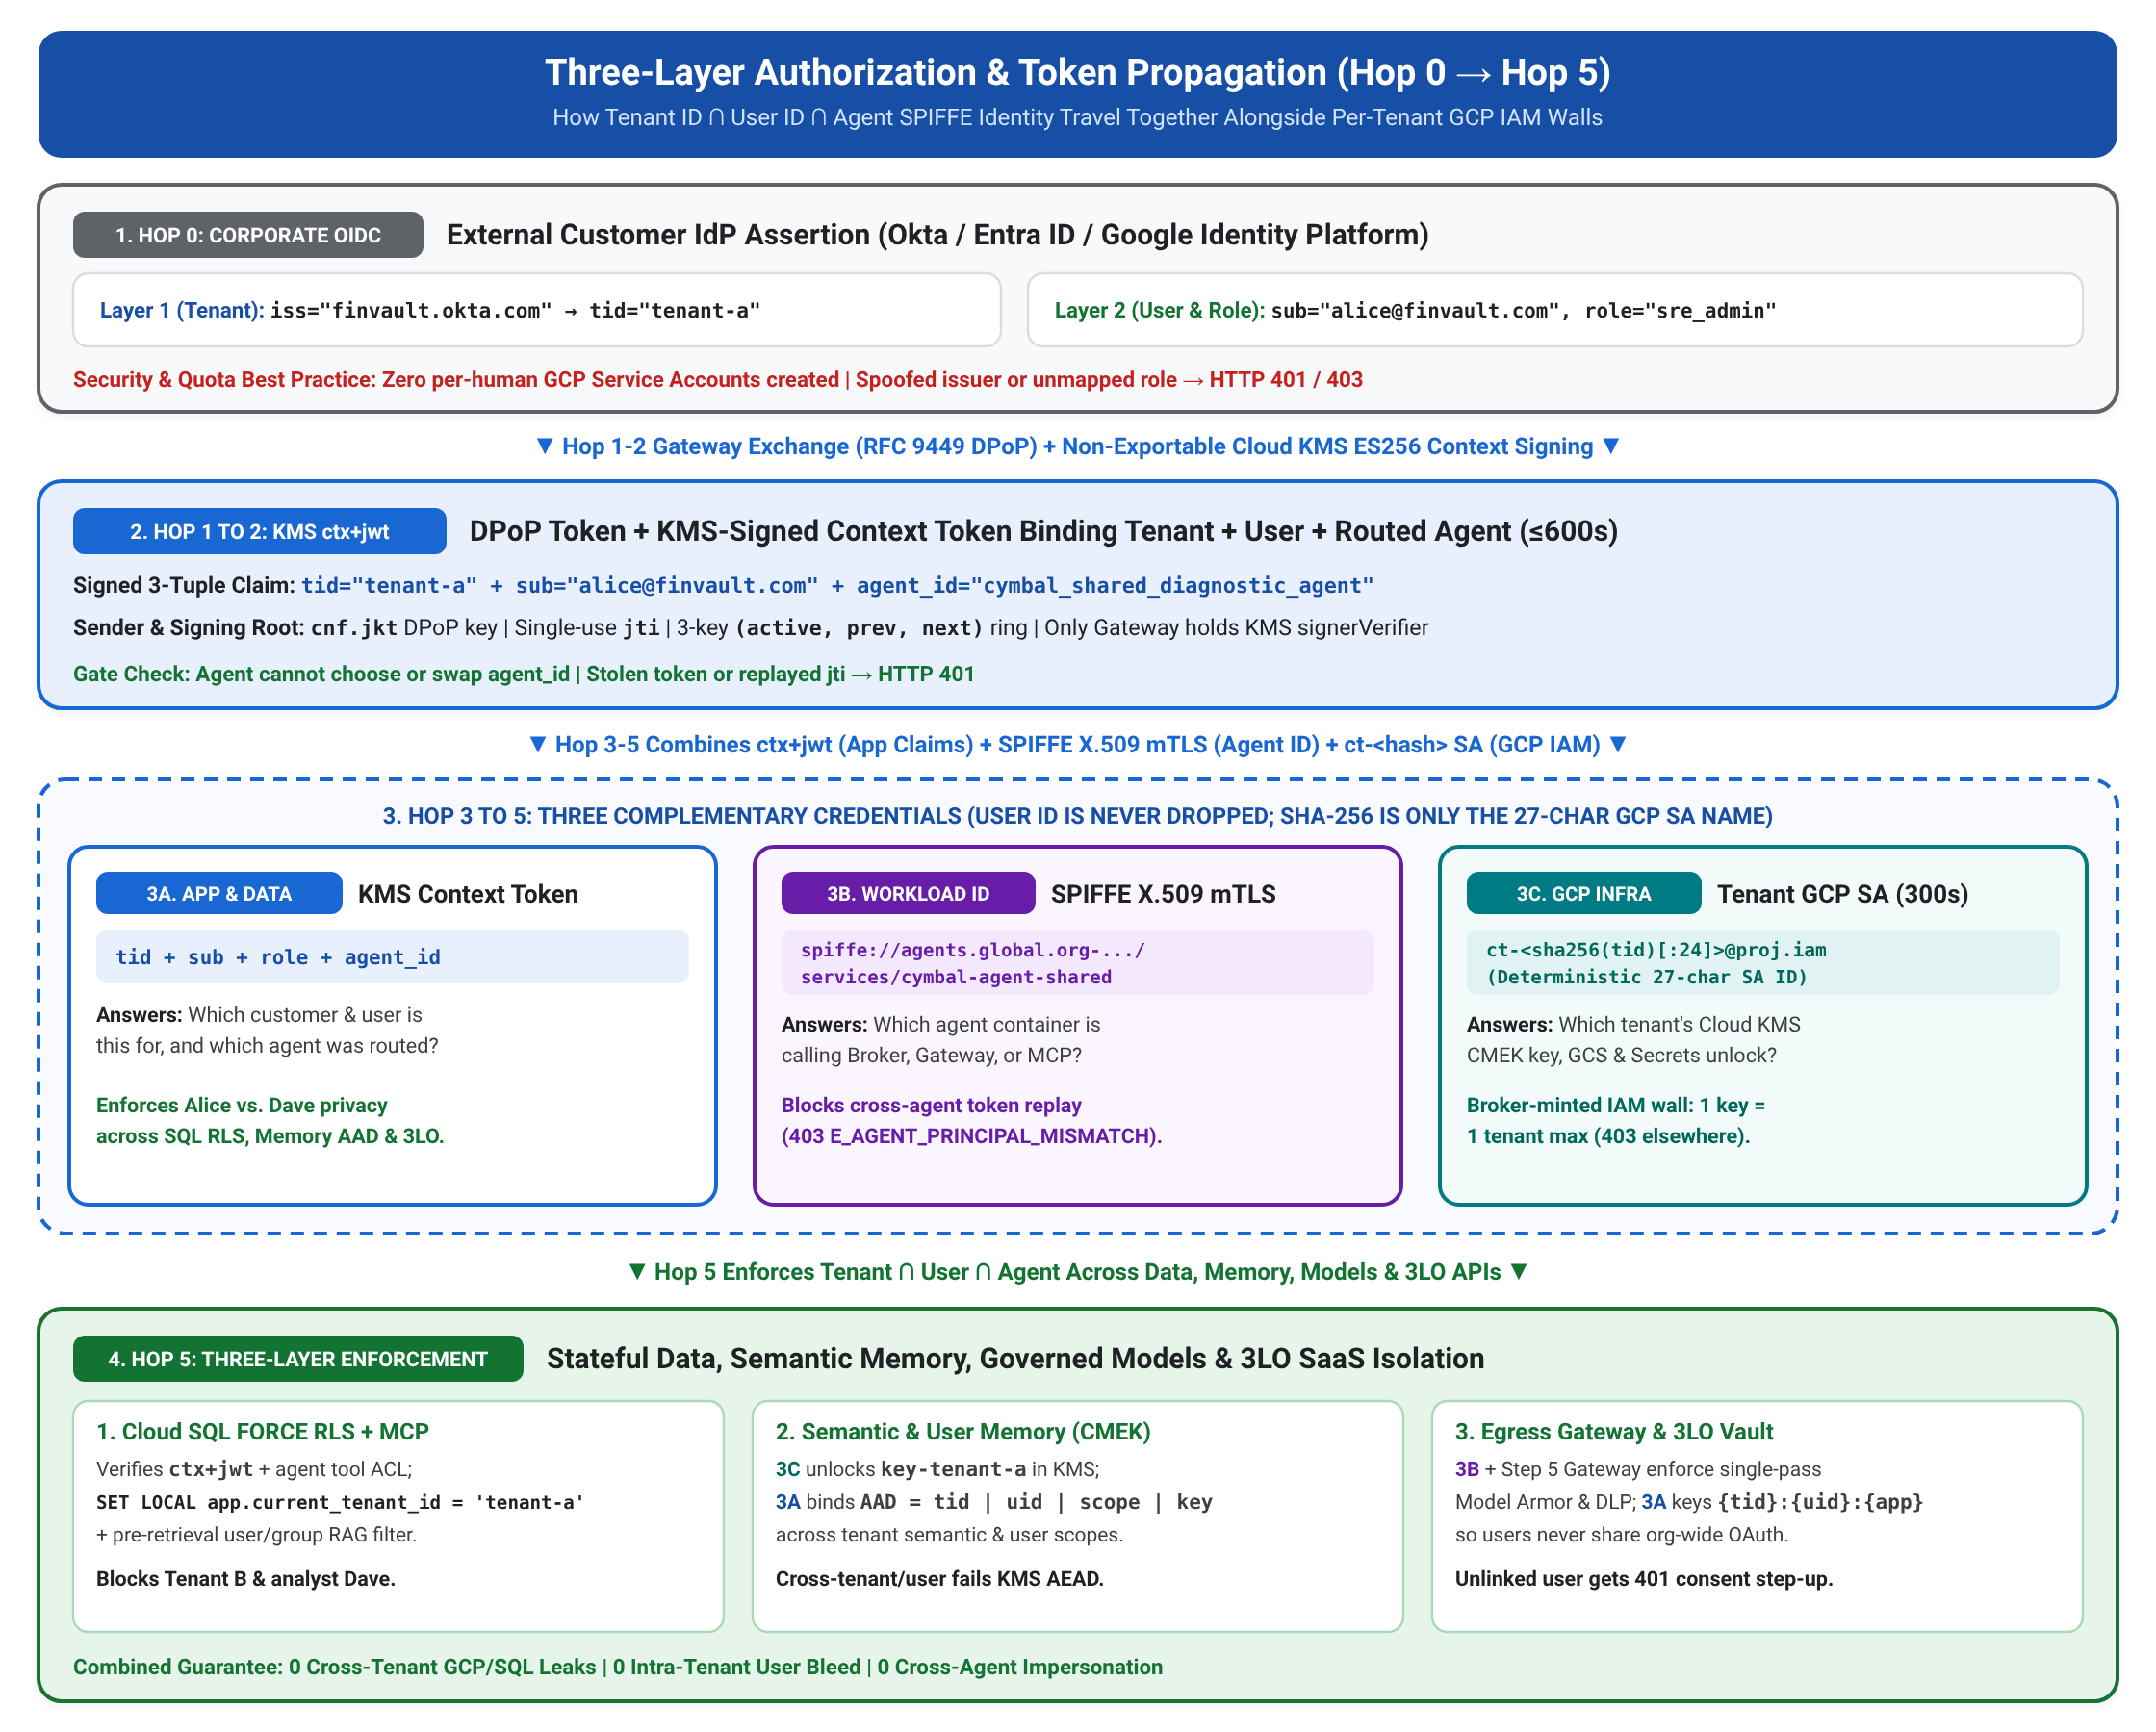 Three-Layer Authorization & Token Propagation (Hop 0 → Hop 5)
How Tenant ID ∩ User ID ∩ Agent SPIFFE Identity Travel Together Alongside Per-Tenant GCP IAM Walls
1. HOP 0: CORPORATE OIDC
External Customer IdP Assertion (Okta / Entra ID / Google Identity Platform)
Layer 1 (Tenant): iss="finvault.okta.com" → tid="tenant-a"
Layer 2 (User & Role): sub="alice@finvault.com", role="sre_admin"
Security & Quota Best Practice: Zero per-human GCP Service Accounts created | Spoofed issuer or unmapped role → HTTP 401 / 403
▼ Hop 1-2 Gateway Exchange (RFC 9449 DPoP) + Non-Exportable Cloud KMS ES256 Context Signing ▼
2. HOP 1 TO 2: KMS ctx+jwt
DPoP Token + KMS-Signed Context Token Binding Tenant + User + Routed Agent (≤600s)
Signed 3-Tuple Claim: tid="tenant-a" + sub="alice@finvault.com" + agent_id="cymbal_shared_diagnostic_agent"
Sender & Signing Root: cnf.jkt DPoP key | Single-use jti | 3-key (active, prev, next) ring | Only Gateway holds KMS signerVerifier
Gate Check: Agent cannot choose or swap agent_id | Stolen token or replayed jti → HTTP 401
▼ Hop 3-5 Combines ctx+jwt (App Claims) + SPIFFE X.509 mTLS (Agent ID) + ct-<hash> SA (GCP IAM) ▼
3. HOP 3 TO 5: THREE COMPLEMENTARY CREDENTIALS (USER ID IS NEVER DROPPED; SHA-256 IS ONLY THE 27-CHAR GCP SA NAME)
3A. APP & DATA
KMS Context Token
tid + sub + role + agent_id
Answers: Which customer & user is
this for, and which agent was routed?
Enforces Alice vs. Dave privacy
across SQL RLS, Memory AAD & 3LO.
3B. WORKLOAD ID
SPIFFE X.509 mTLS
spiffe://agents.global.org-.../
services/cymbal-agent-shared
Answers: Which agent container is
calling Broker, Gateway, or MCP?
Blocks cross-agent token replay
(403 E_AGENT_PRINCIPAL_MISMATCH).
3C. GCP INFRA
Tenant GCP SA (300s)
ct-<sha256(tid)[:24]>@proj.iam
(Deterministic 27-char SA ID)
Answers: Which tenant's Cloud KMS
CMEK key, GCS & Secrets unlock?
Broker-minted IAM wall: 1 key =
1 tenant max (403 elsewhere).
▼ Hop 5 Enforces Tenant ∩ User ∩ Agent Across Data, Memory, Models & 3LO APIs ▼
4. HOP 5: THREE-LAYER ENFORCEMENT
Stateful Data, Semantic Memory, Governed Models & 3LO SaaS Isolation
1. Cloud SQL FORCE RLS + MCP
Verifies ctx+jwt + agent tool ACL;
SET LOCAL app.current_tenant_id = 'tenant-a'
+ pre-retrieval user/group RAG filter.
Blocks Tenant B & analyst Dave.
2. Semantic & User Memory (CMEK)
3C unlocks key-tenant-a in KMS;
3A binds AAD = tid | uid | scope | key
across tenant semantic & user scopes.
Cross-tenant/user fails KMS AEAD.
3. Egress Gateway & 3LO Vault
3B + Step 5 Gateway enforce single-pass
Model Armor & DLP; 3A keys {tid}:{uid}:{app}
so users never share org-wide OAuth.
Unlinked user gets 401 consent step-up.
Combined Guarantee: 0 Cross-Tenant GCP/SQL Leaks | 0 Intra-Tenant User Bleed | 0 Cross-Agent Impersonation